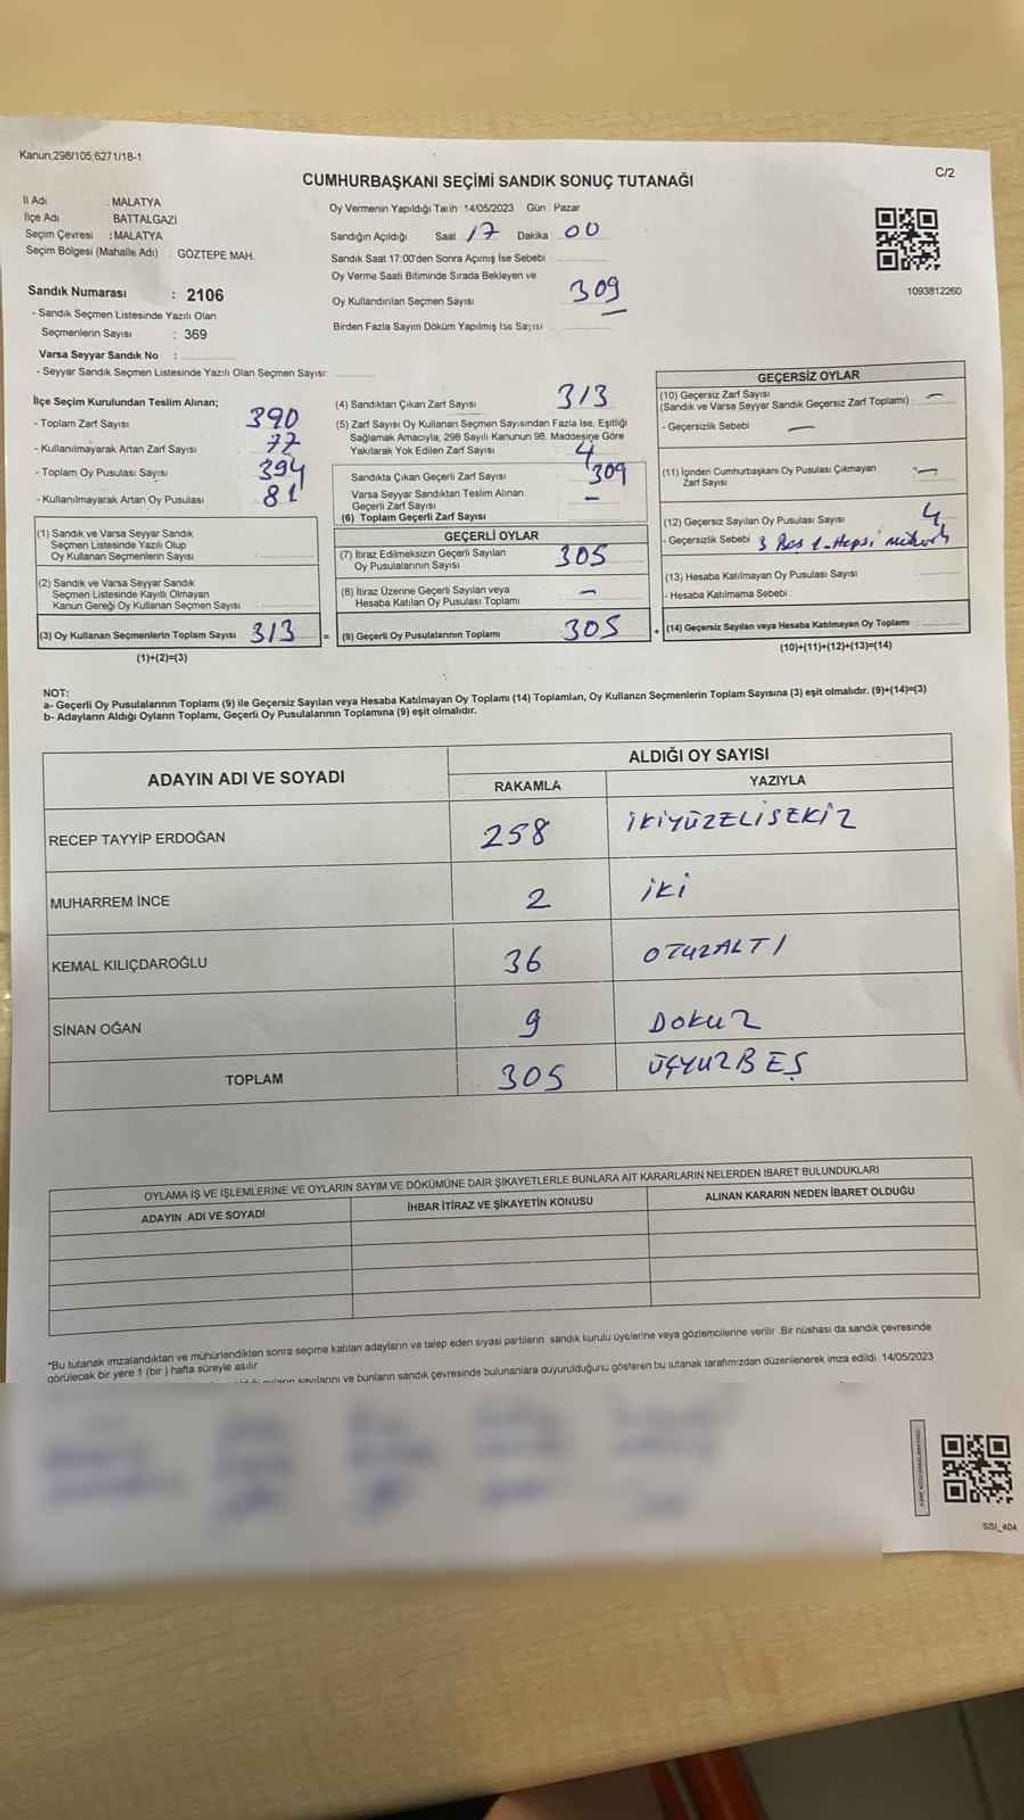 Kanun;298/105;6271/18-1
C/2
CUMHURBAŞKANI SEÇİMİ SANDIK SONUÇ TUTANAĞI
İl Adı : MALATYA
İlçe Adı BATTALGAZİ
Seçim Çevresi : MALATYA
Seçim Bölgesi (Mahalle Adı) GÖZTEPE MAH.
Sandık Numarası : 2106
- Sandık Seçmen Listesinde Yazılı Olan
Seçmenlerin Sayısı : 369
Varsa Seyyar Sandık No :
- Seyyar Sandık Seçmen Listesinde Yazılı Olan Seçmen Sayısı:
Oy Vermenin Yapıldığı Tarih 14/05/2023 Gün : Pazar
Sandığın Açıldığı Saat 17 Dakika 00
Sandık Saat 17:00'den Sonra Açımış İse Sebebi
Oy Verme Saati Bitiminde Sırada Bekleyen ve
Oy Kullandırılan Seçmen Sayısı 309
Birden Fazla Sayım Döküm Yapılmış İse Sayısı
1093812260
İlçe Seçim Kurulundan Teslim Alınan;
- Toplam Zarf Sayısı 390
- Kullanılmayarak Artan Zarf Sayısı 77
- Toplam Oy Pusulası Sayısı 394
- Kullanılmayarak Artan Oy Pusulası 81
(1) Sandık ve Varsa Seyyar Sandık
Seçmen Listesinde Yazılı Olup
Oy Kullanan Seçmenlerin Sayısı
(2) Sandık ve Varsa Seyyar Sandık
Seçmen Listesinde Kayıtlı Olmayan
Kanun Gereği Oy Kullanan Seçmen Sayısı
(3) Oy Kullanan Seçmenlerin Toplam Sayısı 313
(1)+(2)=(3)
(4) Sandıktan Çıkan Zarf Sayısı 313
(5) Zarf Sayısı Oy Kullanan Seçmen Sayısından Fazla İse, Eşitliği
Sağlamak Amacıyla, 298 Sayılı Kanunun 98. Maddesine Göre
Yakılarak Yok Edilen Zarf Sayısı 4
Sandıkta Çıkan Geçerli Zarf Sayısı 309
Varsa Seyyar Sandıktan Teslim Alınan
Geçerli Zarf Sayısı –
(6) Toplam Geçerli Zarf Sayısı
GEÇERLİ OYLAR
(7) İtiraz Edilmeksizin Geçerli Sayılan
Oy Pusulalarının Sayısı 305
(8) İtiraz Üzerine Geçerli Sayılan veya
Hesaba Katılan Oy Pusulası Toplamı –
= (9) Geçerli Oy Pusulalarının Toplamı 305
GEÇERSİZ OYLAR
(10) Geçersiz Zarf Sayısı
(Sandık ve Varsa Seyyar Sandık Geçersiz Zarf Toplamı) –
- Geçersizlik Sebebi –
(11) İçinden Cumhurbaşkanı Oy Pusulası Çıkmayan
Zarf Sayısı –
(12) Geçersiz Sayılan Oy Pusulası Sayısı 4
- Geçersizlik Sebebi 3 Boş 1-Hepsi
(13) Hesaba Katılmayan Oy Pusulası Sayısı
- Hesaba Katılmama Sebebi :
+ (14) Geçersiz Sayılan veya Hesaba Katılmayan Oy Toplamı
(10)+(11)+(12)+(13)=(14)
NOT:
a- Geçerli Oy Pusulalarının Toplamı (9) ile Geçersiz Sayılan veya Hesaba Katılmayan Oy Toplamı (14) Toplamları, Oy Kullanan Seçmenlerin Toplam Sayısına (3) eşit olmalıdır. (9)+(14)=(3)
b- Adayların Aldığı Oyların Toplamı, Geçerli Oy Pusulalarının Toplamına (9) eşit olmalıdır.
ADAYIN ADI VE SOYADI
ALDIĞI OY SAYISI
RAKAMLA YAZIYLA
RECEP TAYYİP ERDOĞAN 258 İKİYÜZELİSEKİZ
MUHARREM İNCE 2 İKİ
KEMAL KILIÇDAROĞLU 36 OTUZALTI
SİNAN OĞAN 9 DOKUZ
TOPLAM 305 ÜÇYUZBEŞ
OYLAMA İŞ VE İŞLEMLERİNE VE OYLARIN SAYIM VE DÖKÜMÜNE DAİR ŞİKAYETLERLE BUNLARA AİT KARARLARIN NELERDEN İBARET BULUNDUKLARI
ADAYIN ADI VE SOYADI İHBAR İTİRAZ VE ŞİKAYETİN KONUSU ALINAN KARARIN NEDEN İBARET OLDUĞU
*Bu tutanak imzalandıktan ve mühürlendikten sonra seçime katılan adayların ve talep eden siyasi partilerin sandık kurulu üyelerine veya gözlemcilerine verilir. Bir nüshası da sandık çevresinde
görülecek bir yere 1 (bir ) hafta süreyle asılır.
sayılarını ve bunların sandık çevresinde bulunanlara duyurulduğunu gösteren bu tutanak tarafımızdan düzenlenerek imza edildi. 14/05/2023
SSI_404